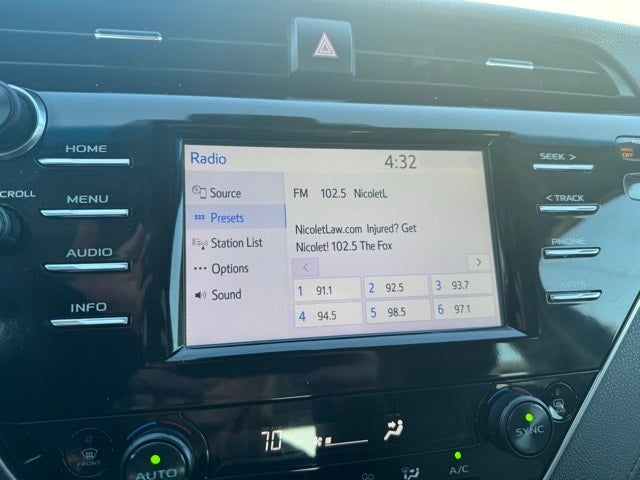 HOME
MENU
AUDIO
INFO
SCROLL
Radio
4:32
Source
Presets
Station List
Options
Sound
FM 102.5 NicoletL
NicoletLaw.com Injured? Get
Nicolet! 102.5 The Fox
< >
1 91.1 2 92.5 3 93.7
4 94.5 5 98.5 6 97.1
SEEK >
< TRACK
PHONE
APPS
OFF
FRONT
AUTO
70
A/C
SYNC